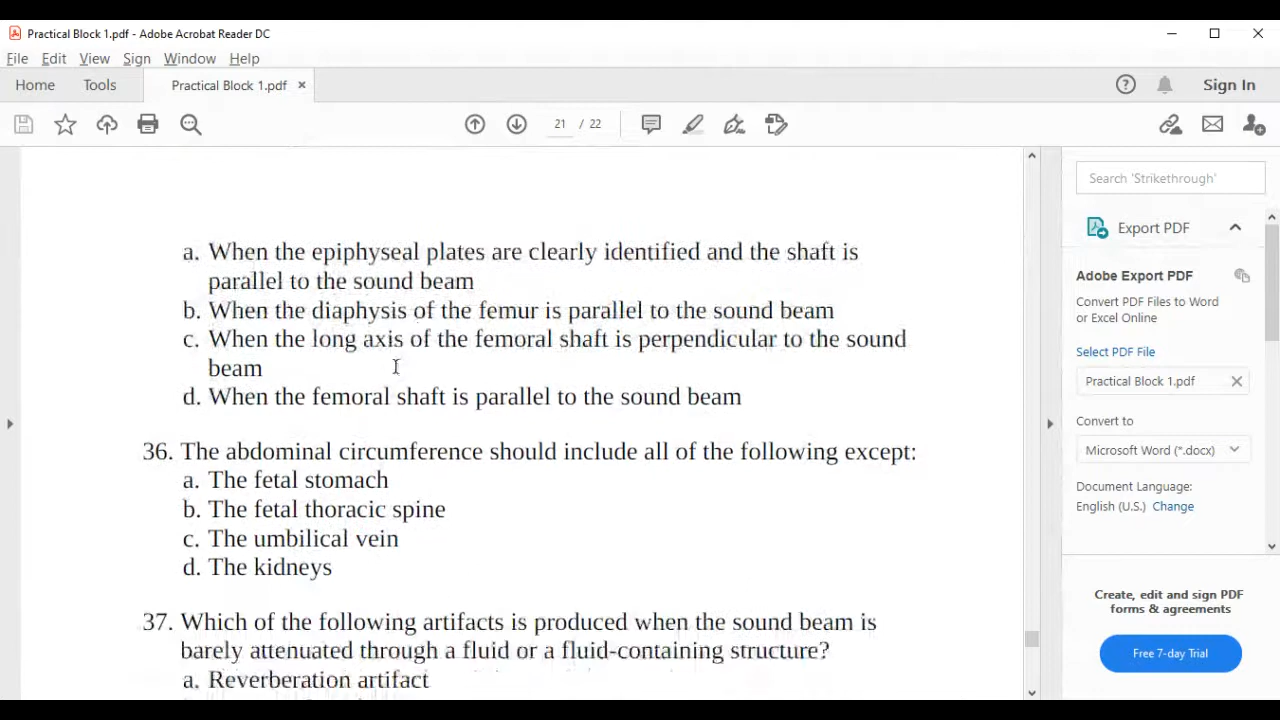 Practical Block 1.pdf - Adobe Acrobat Reader DC
File Edit View Sign Window Help
Home Tools Practical Block 1.pdf × Sign In
21 / 22
a. When the epiphyseal plates are clearly identified and the shaft is
parallel to the sound beam
b. When the diaphysis of the femur is parallel to the sound beam
c. When the long axis of the femoral shaft is perpendicular to the sound
beam
d. When the femoral shaft is parallel to the sound beam
36. The abdominal circumference should include all of the following except:
a. The fetal stomach
b. The fetal thoracic spine
c. The umbilical vein
d. The kidneys
37. Which of the following artifacts is produced when the sound beam is
barely attenuated through a fluid or a fluid-containing structure?
a. Reverberation artifact
Search 'Strikethrough'
Export PDF
Adobe Export PDF
Convert PDF Files to Word
or Excel Online
Select PDF File
Practical Block 1.pdf
Convert to
Microsoft Word (*.docx)
Document Language:
English (U.S.) Change
Create, edit and sign PDF
forms & agreements
Free 7-day Trial